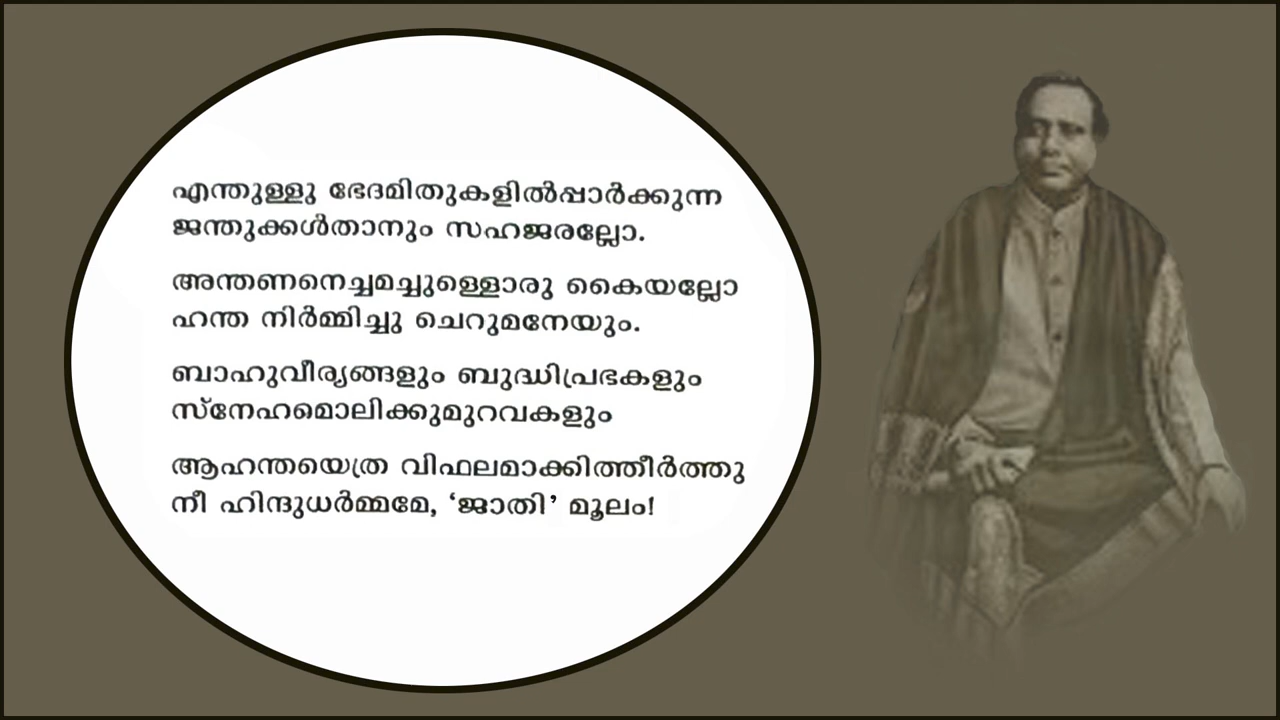 എന്തുള്ളു ഭേദമിതുകളിൽപ്പാർക്കുന്ന
ജന്തുക്കൾതാനും സഹജരല്ലോ.
അന്തണനെച്ചമച്ചുള്ളൊരു കൈയല്ലോ
ഹന്ത നിർമ്മിച്ചു ചെറുമനേയും.
ബാഹുവീര്യങ്ങളും ബുദ്ധിപ്രഭകളും
സ്നേഹമൊലിക്കുമുറവകളും
ആഹന്തയെത്ര വിഫലമാക്കിത്തീർത്തു
നീ ഹിന്ദുധർമ്മമേ, ‘ജാതി’ മൂലം!